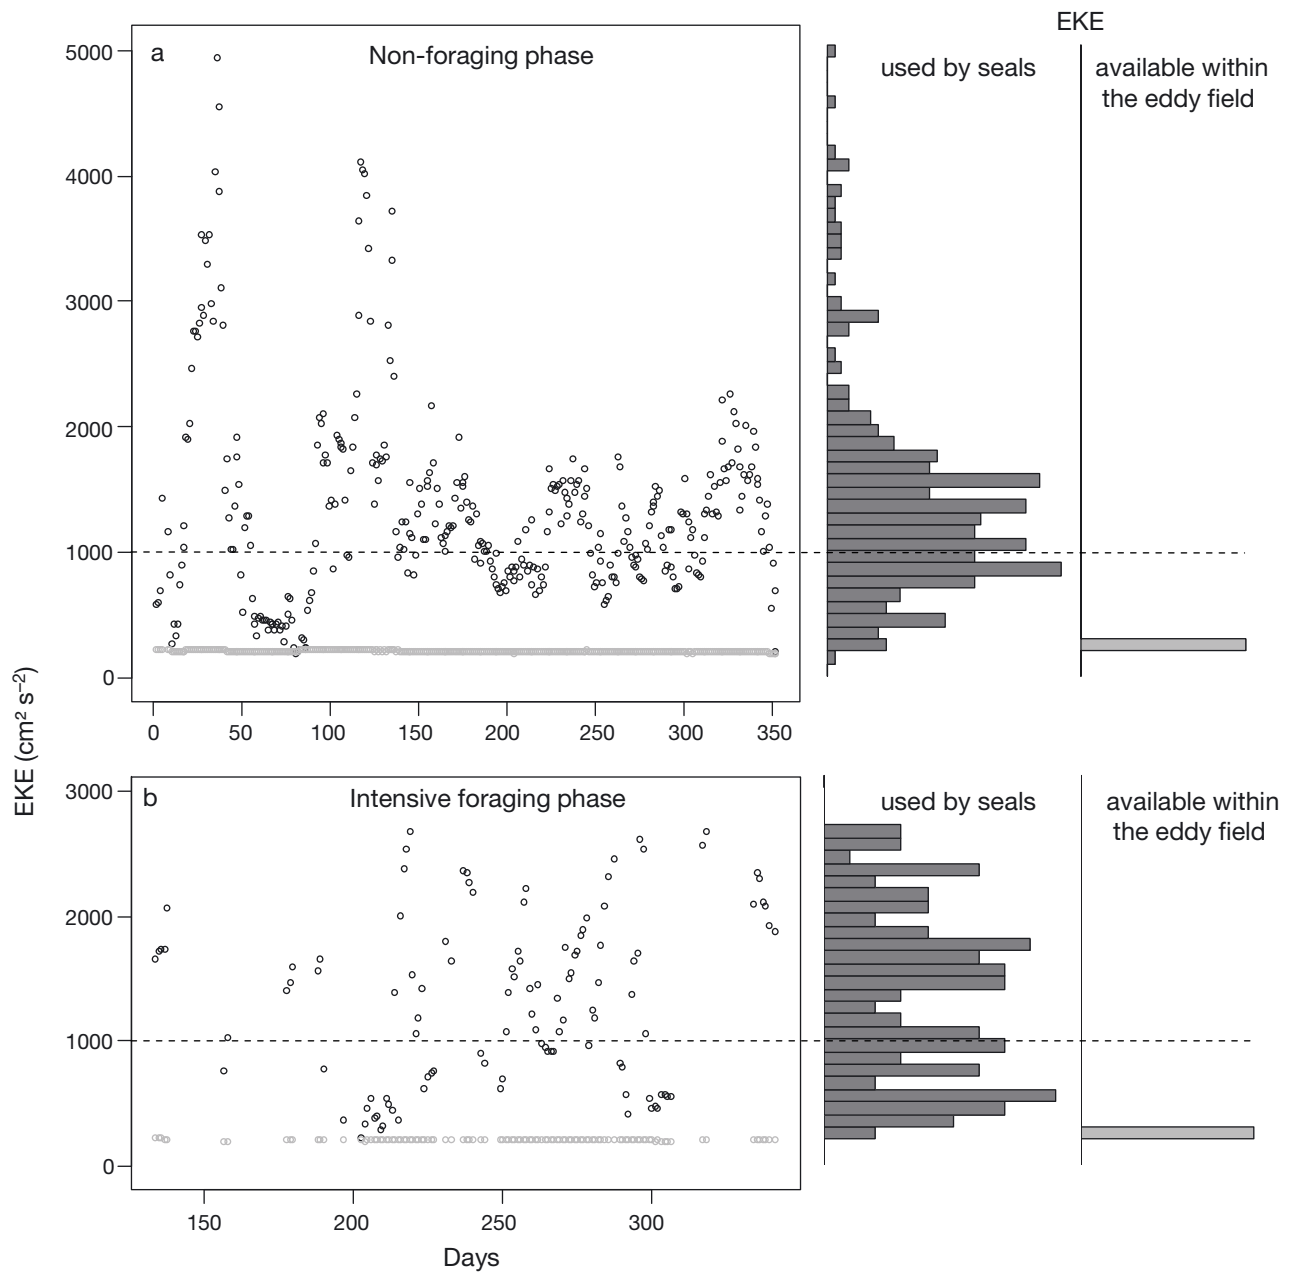 EKE
a
Non-foraging phase
used by seals
available within
the eddy field
5000
4000
3000
2000
1000
0
0 50 100 150 200 250 300 350
EKE (cm² s⁻²)
b
Intensive foraging phase
used by seals
available within
the eddy field
3000
2000
1000
0
150 200 250 300
Days